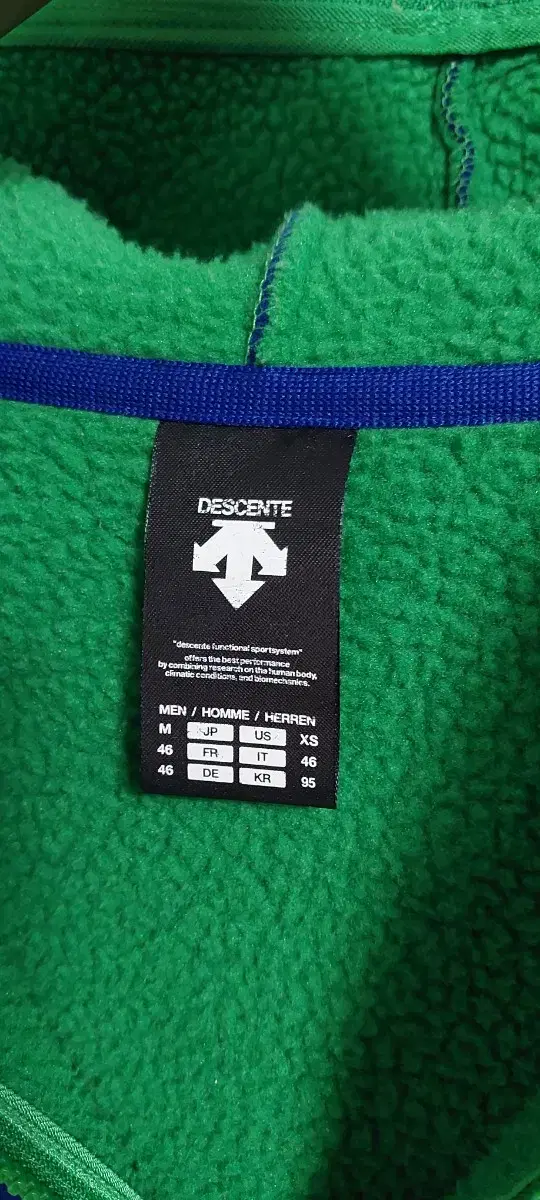 DESCENTE
"descente functional sportsystem"
offers the best performance
by combining research on the human body,
climatic conditions, and biomechanics.
MEN / HOMME / HERREN
M JP US XS
46 FR IT 46
46 DE KR 95